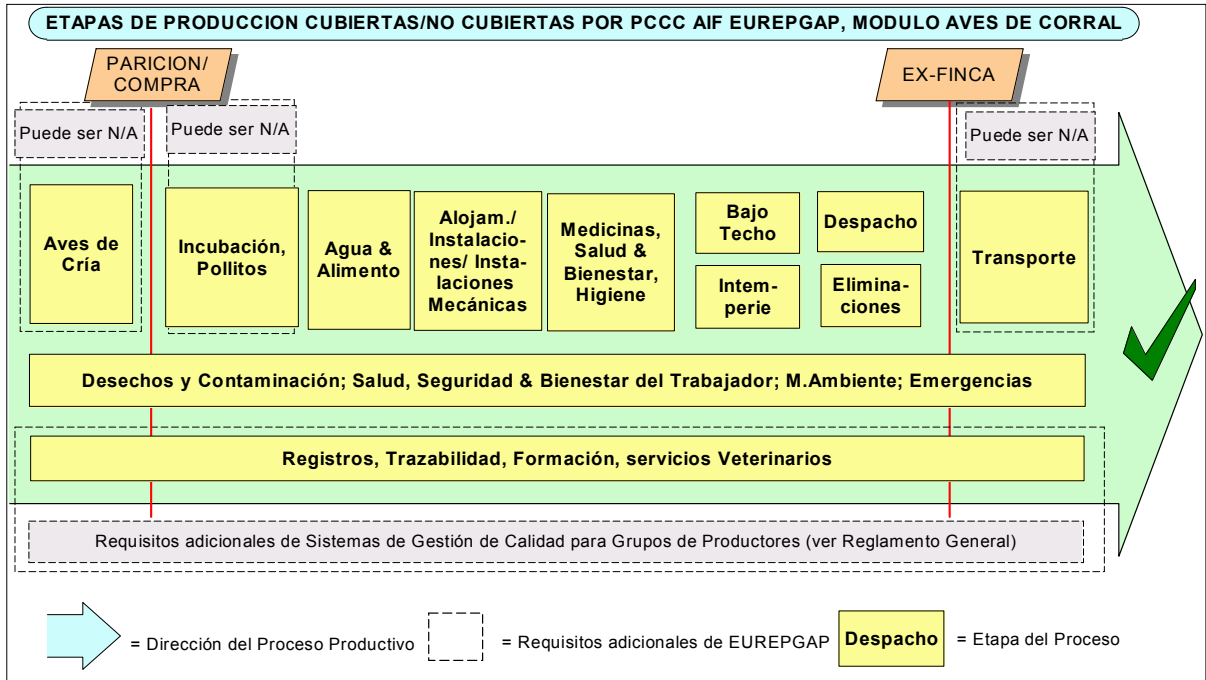 ETAPAS DE PRODUCCION CUBIERTAS/NO CUBIERTAS POR PCCC AIF EUREPGAP, MODULO AVES DE CORRAL
PARICION/
COMPRA
EX-FINCA
Puede ser N/A
Puede ser N/A
Puede ser N/A
Aves de
Cría
Incubación,
Pollitos
Agua &
Alimento
Alojam./
Instalacio-
nes/ Insta-
laciones
Mecánicas
Medicinas,
Salud &
Bienestar,
Higiene
Bajo
Techo
Intem-
perie
Despacho
Elimina-
ciones
Transporte
Desechos y Contaminación; Salud, Seguridad & Bienestar del Trabajador; M.Ambiente; Emergencias
Registros, Trazabilidad, Formación, servicios Veterinarios
Requisitos adicionales de Sistemas de Gestión de Calidad para Grupos de Productores (ver Reglamento General)
= Dirección del Proceso Productivo
= Requisitos adicionales de EUREPGAP
Despacho
= Etapa del Proceso